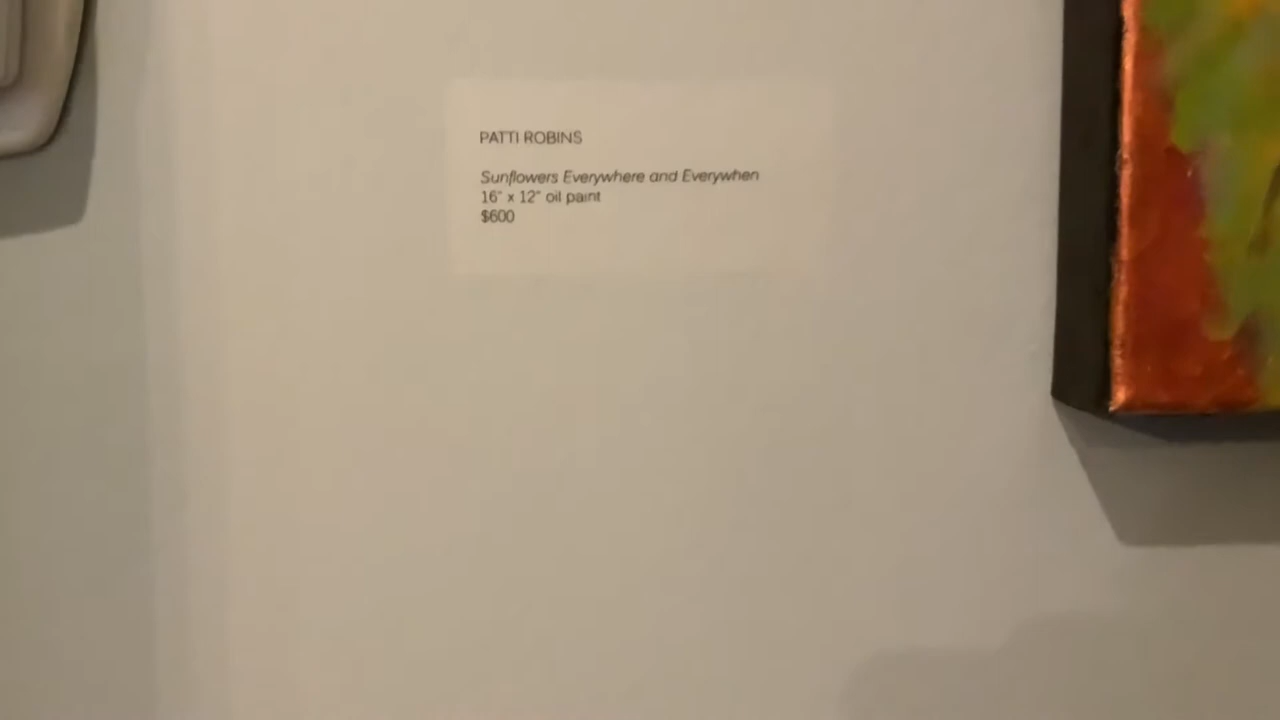 PATTI ROBINS
Sunflowers Everywhere and Everywhen
16" x 12" oil paint
$600